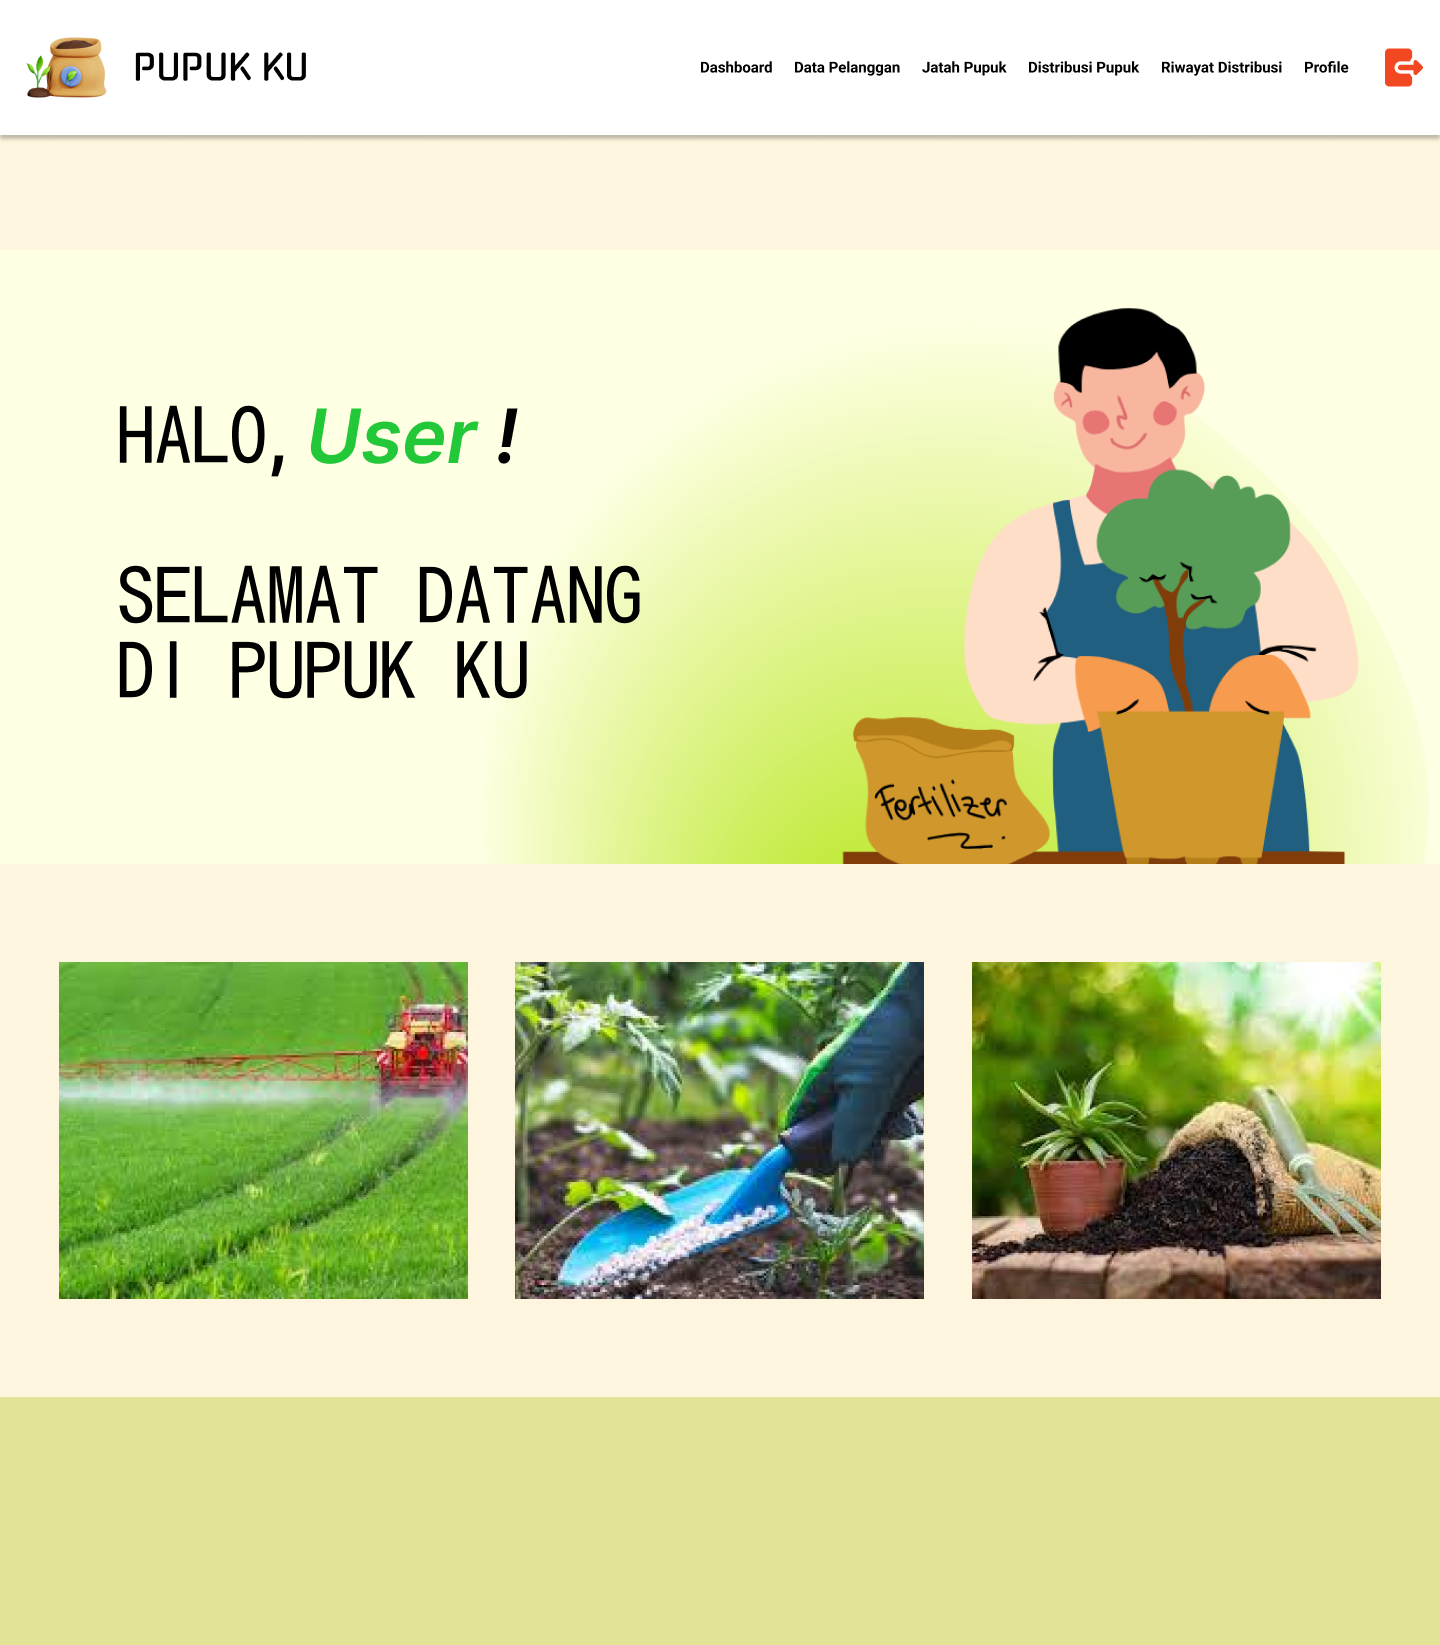 PUPUK KU
Dashboard Data Pelanggan Jatah Pupuk Distribusi Pupuk Riwayat Distribusi Profile
HALO, User !
SELAMAT DATANG
DI PUPUK KU
Fertilizer